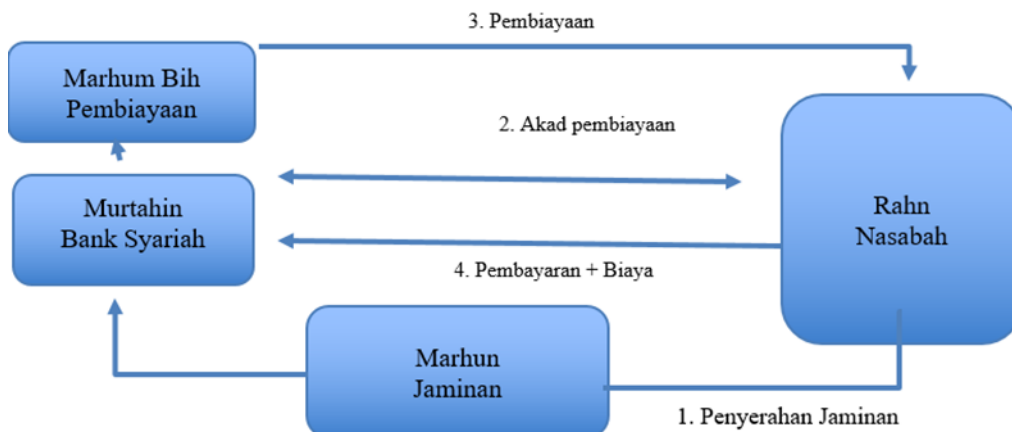 3. Pembiayaan
Marhum Bih
Pembiayaan
2. Akad pembiayaan
Murtahin
Bank Syariah
Rahn
Nasabah
4. Pembayaran + Biaya
Marhun
Jaminan
1. Penyerahan Jaminan